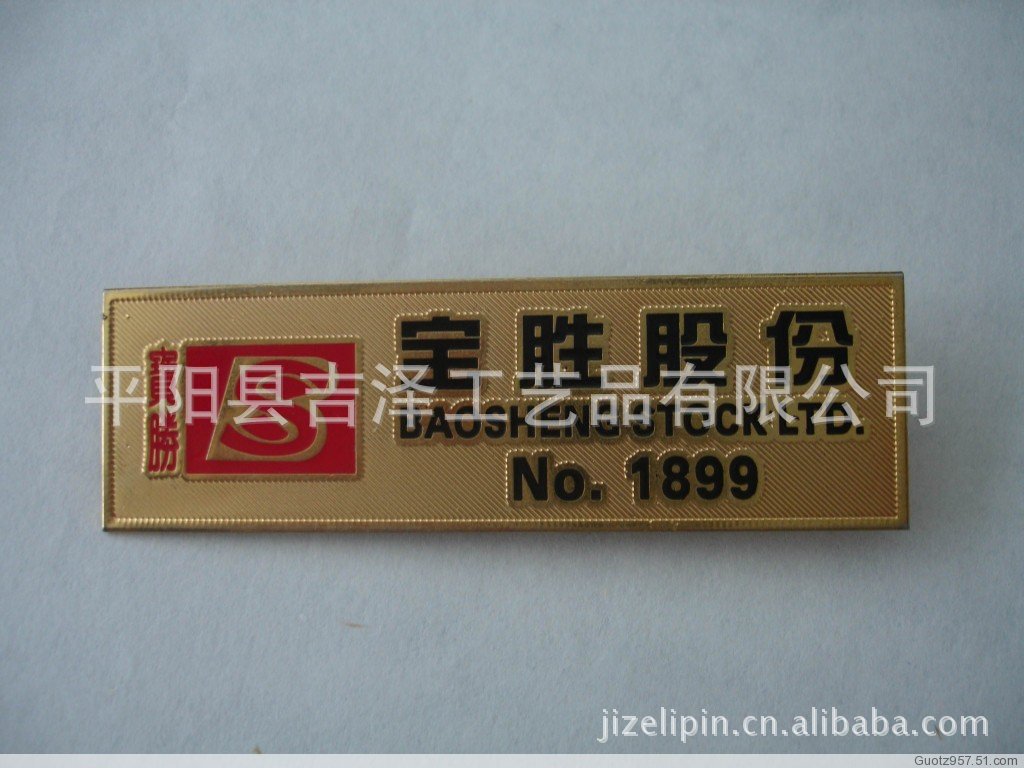 宝胜股份
BAOSHENG STOCK LTD.
No. 1899
平阳县吉泽工艺品有限公司
jizelipin.cn.alibaba.com
Guotz957.51.com